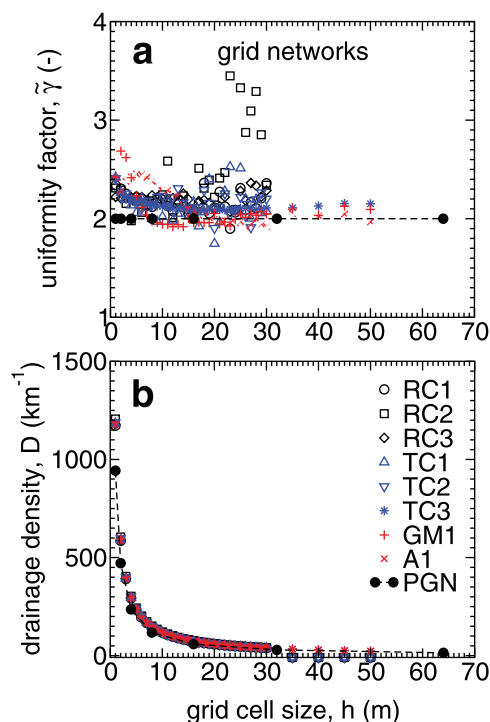 4
a
grid networks
3
2
1
uniformity factor, γ̃ (-)
0 10 20 30 40 50 60 70
1500
b
1000
500
0
drainage density, D (km⁻¹)
RC1
RC2
RC3
TC1
TC2
TC3
GM1
A1
PGN
0 10 20 30 40 50 60 70
grid cell size, h (m)